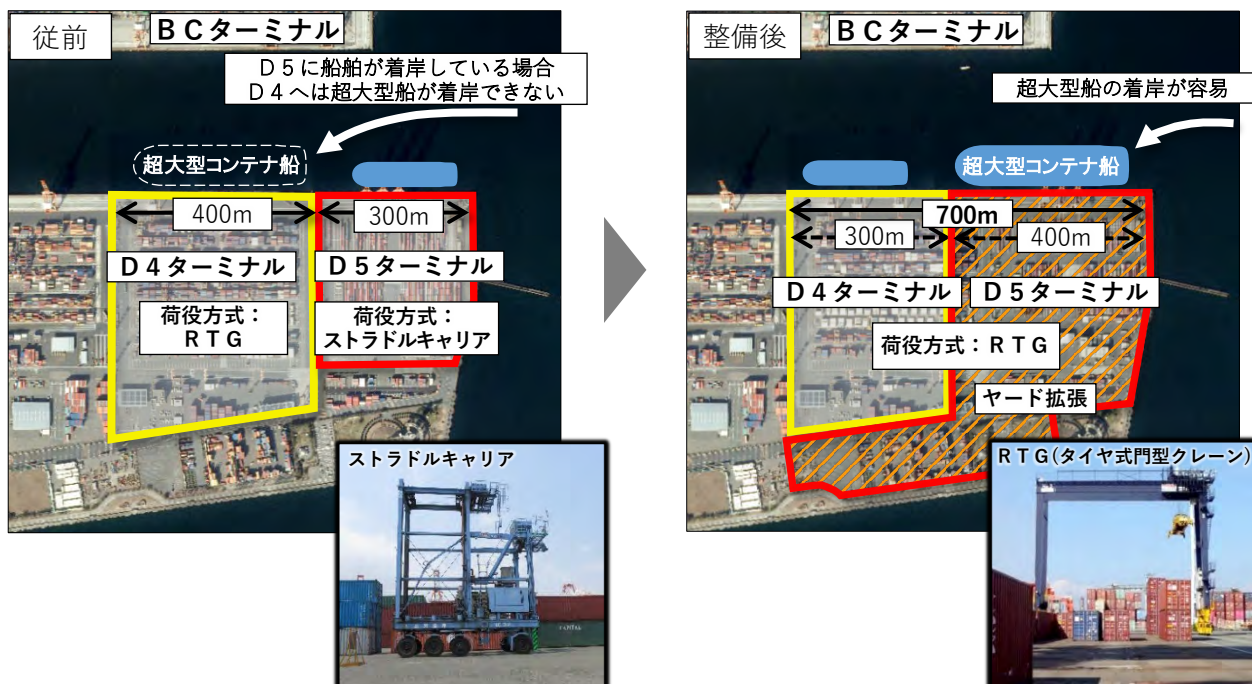 従前
ＢＣターミナル
Ｄ５に船舶が着岸している場合
Ｄ４へは超大型船が着岸できない
超大型コンテナ船
400m
300m
Ｄ４ターミナル
Ｄ５ターミナル
荷役方式：
ＲＴＧ
荷役方式：
ストラドルキャリア
ストラドルキャリア
整備後
ＢＣターミナル
超大型船の着岸が容易
超大型コンテナ船
700m
300m
400m
Ｄ４ターミナル
Ｄ５ターミナル
荷役方式：ＲＴＧ
ヤード拡張
ＲＴＧ(タイヤ式門型クレーン)